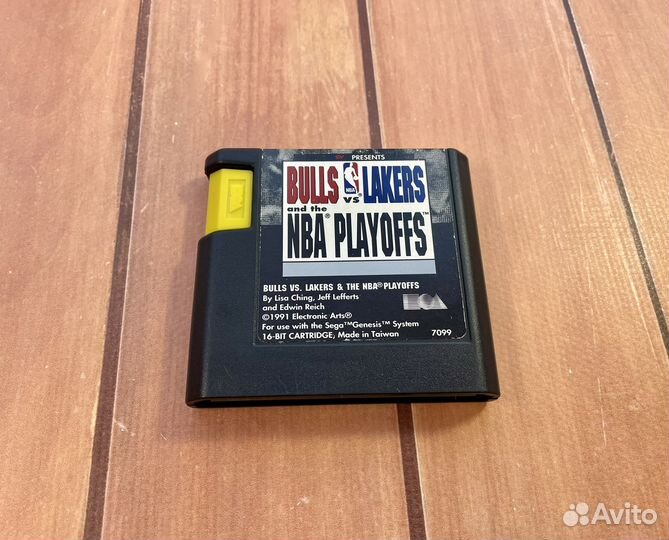 PRESENTS
BULLS NBA LAKERS
vs®
and the
NBA® PLAYOFFS™
BULLS VS. LAKERS & THE NBA® PLAYOFFS
By Lisa Ching, Jeff Lefferts
and Edwin Reich
©1991 Electronic Arts®
For use with the Sega™Genesis™ System
16-BIT CARTRIDGE, Made in Taiwan
7099
EA
Avito